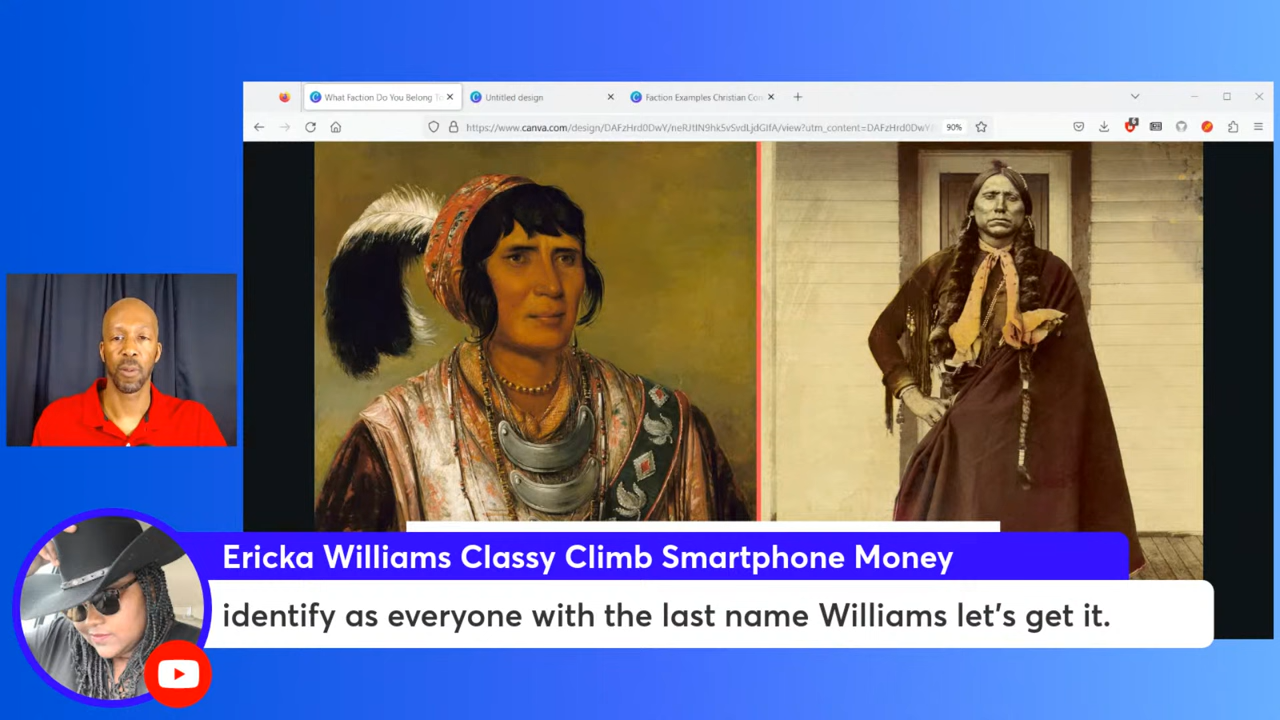 What Faction Do You Belong To
Untitled design
Faction Examples Christian Con
https://www.canva.com/design/DAFzHrd0DwY/neRJtIN9hk5vSvdLjdGIfA/view?utm_content=DAFzHrd0DwY
90%
Ericka Williams Classy Climb Smartphone Money
identify as everyone with the last name Williams let's get it.